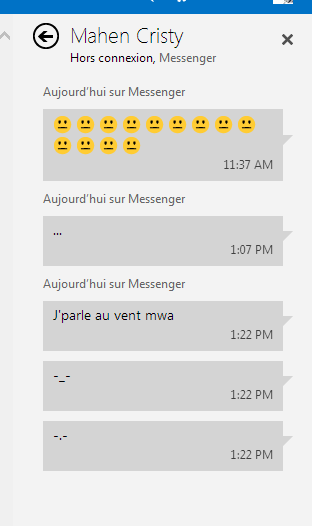 Mahen Cristy
Hors connexion, Messenger
Aujourd'hui sur Messenger
😐😐😐😐😐😐😐😐😐
😐😐😐😐
11:37 AM
Aujourd'hui sur Messenger
...
1:07 PM
Aujourd'hui sur Messenger
J'parle au vent mwa
1:22 PM
-_-
1:22 PM
-.-
1:22 PM